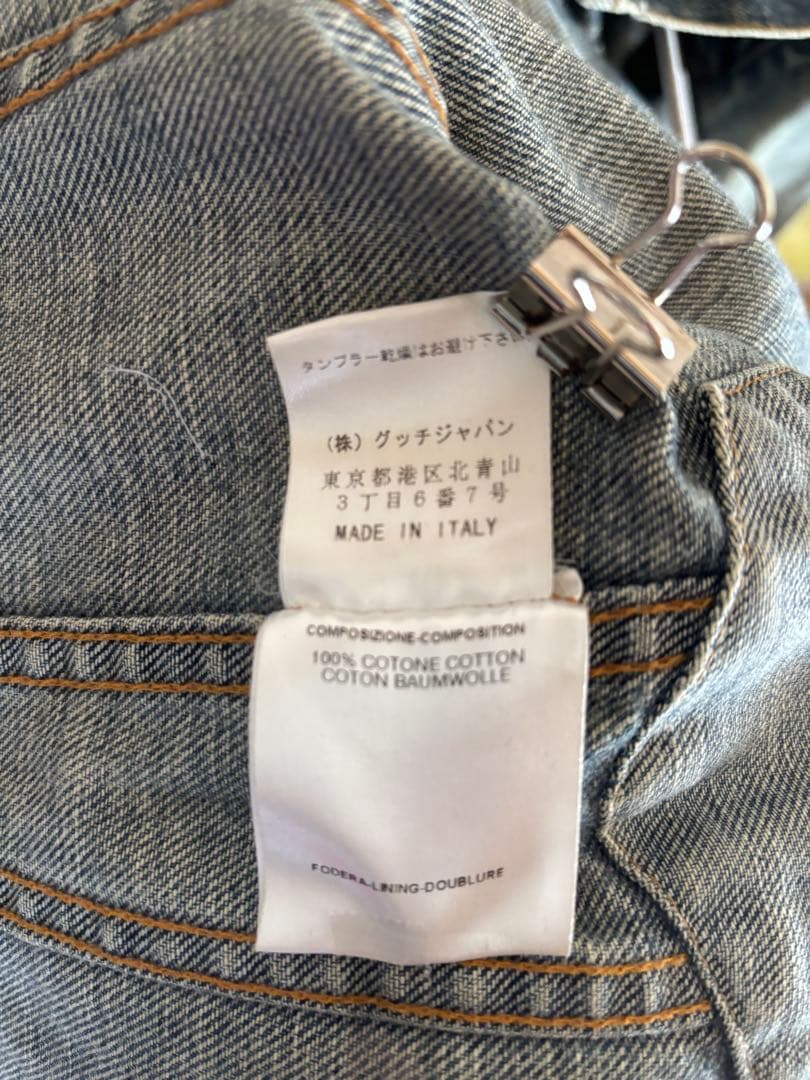 タンブラー乾燥はお避け下さい
（株）グッチジャパン
東京都港区北青山
3丁目6番7号
MADE IN ITALY
COMPOSIZIONE-COMPOSITION
100% COTONE COTTON
COTON BAUMWOLLE
FODERA-LINING-DOUBLURE